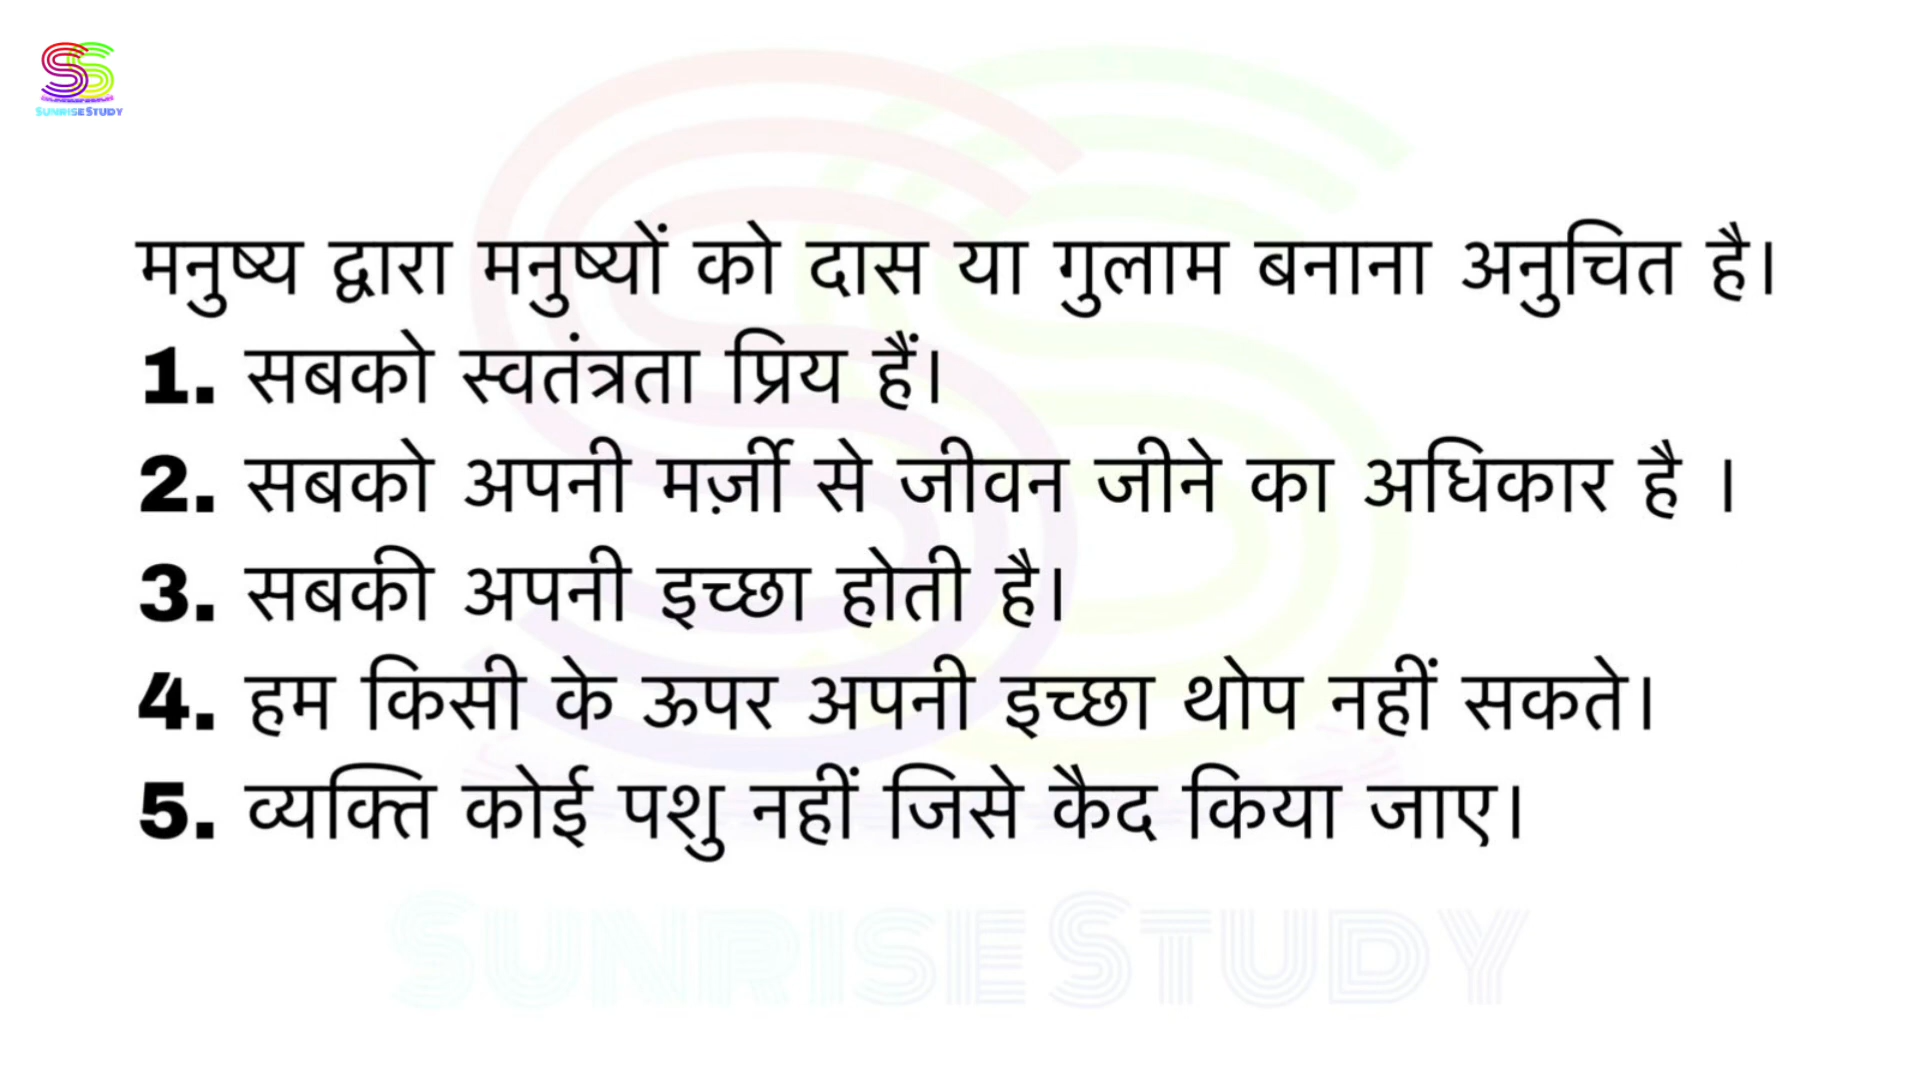 SUNRISE STUDY
मनुष्य द्वारा मनुष्यों को दास या गुलाम बनाना अनुचित है।
1. सबको स्वतंत्रता प्रिय हैं।
2. सबको अपनी मर्ज़ी से जीवन जीने का अधिकार है ।
3. सबकी अपनी इच्छा होती है।
4. हम किसी के ऊपर अपनी इच्छा थोप नहीं सकते।
5. व्यक्ति कोई पशु नहीं जिसे कैद किया जाए।
SUNRISE STUDY